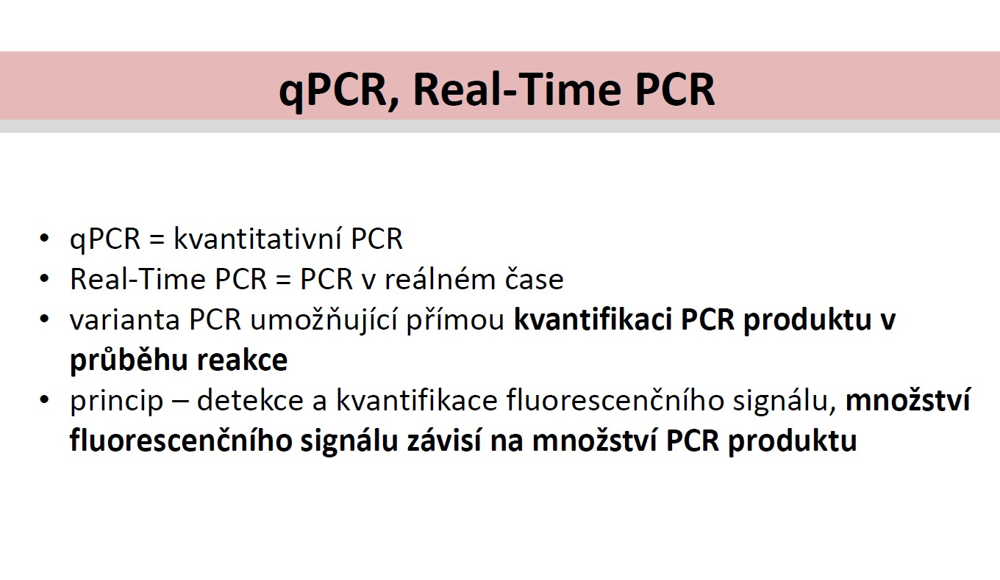 qPCR, Real-Time PCR
• qPCR = kvantitativní PCR
• Real-Time PCR = PCR v reálném čase
• varianta PCR umožňující přímou kvantifikaci PCR produktu v
průběhu reakce
• princip – detekce a kvantifikace fluorescenčního signálu, množství
fluorescenčního signálu závisí na množství PCR produktu